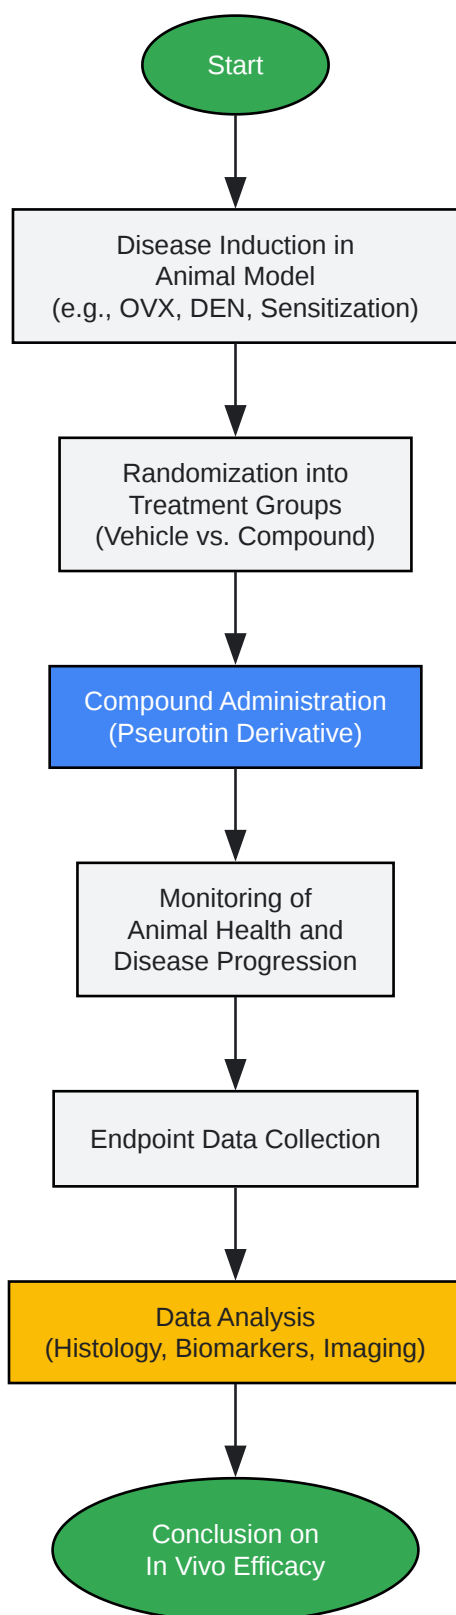 Start
Disease Induction in
Animal Model
(e.g., OVX, DEN, Sensitization)
Randomization into
Treatment Groups
(Vehicle vs. Compound)
Compound Administration
(Pseurotin Derivative)
Monitoring of
Animal Health and
Disease Progression
Endpoint Data Collection
Data Analysis
(Histology, Biomarkers, Imaging)
Conclusion on
In Vivo Efficacy